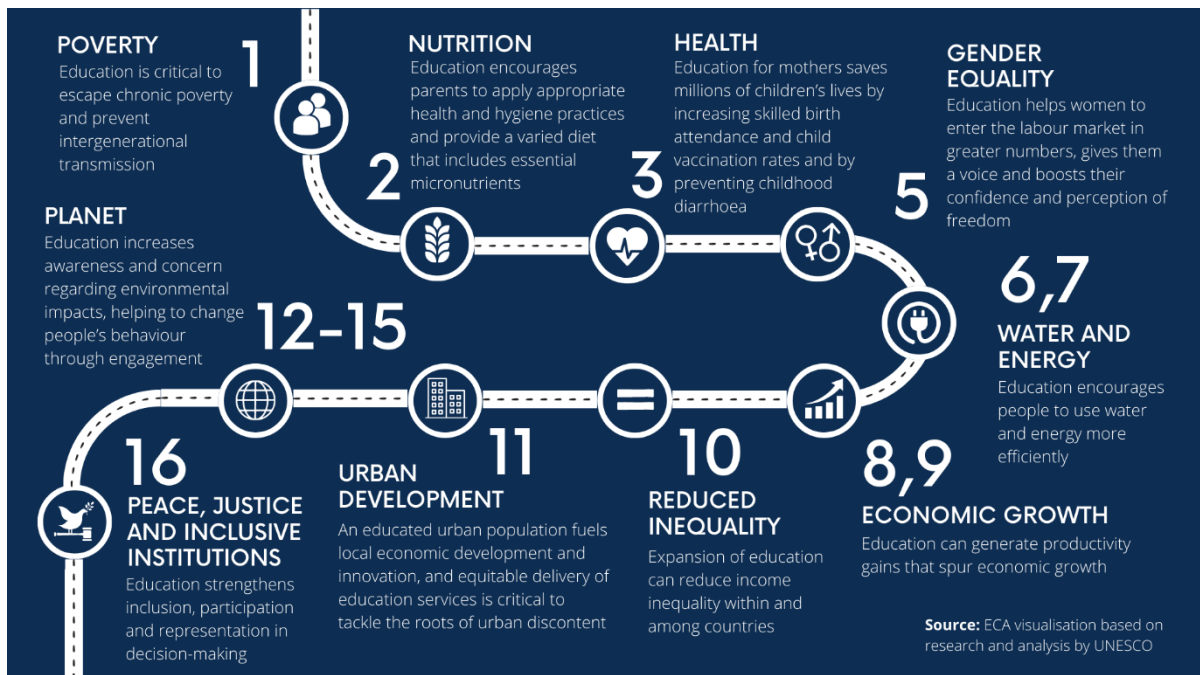 1
POVERTY
Education is critical to
escape chronic poverty
and prevent
intergenerational
transmission
2
NUTRITION
Education encourages
parents to apply appropriate
health and hygiene practices
and provide a varied diet
that includes essential
micronutrients
3
HEALTH
Education for mothers saves
millions of children's lives by
increasing skilled birth
attendance and child
vaccination rates and by
preventing childhood
diarrhoea
5
GENDER
EQUALITY
Education helps women to
enter the labour market in
greater numbers, gives them
a voice and boosts their
confidence and perception of
freedom
6,7
WATER AND
ENERGY
Education encourages
people to use water
and energy more
efficiently
8,9
ECONOMIC GROWTH
Education can generate productivity
gains that spur economic growth
10
REDUCED
INEQUALITY
Expansion of education
can reduce income
inequality within and
among countries
11
URBAN
DEVELOPMENT
An educated urban population fuels
local economic development and
innovation, and equitable delivery of
education services is critical to
tackle the roots of urban discontent
12-15
PLANET
Education increases
awareness and concern
regarding environmental
impacts, helping to change
people's behaviour
through engagement
16
PEACE, JUSTICE
AND INCLUSIVE
INSTITUTIONS
Education strengthens
inclusion, participation
and representation in
decision-making
Source: ECA visualisation based on
research and analysis by UNESCO